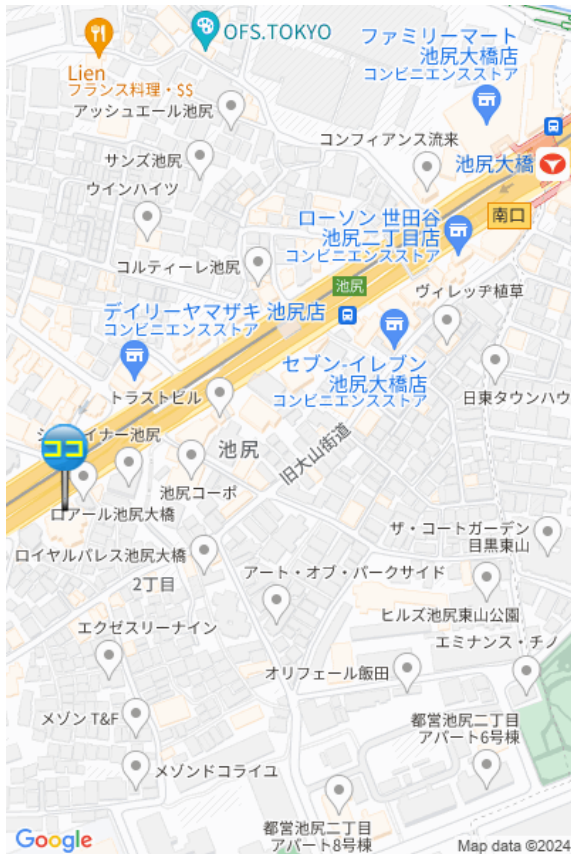 OFS.TOKYO
ファミリーマート
池尻大橋店
コンビニエンスストア
Lien
フランス料理・$$
アッシュエール池尻
コンフィアンス流来
サンズ池尻
池尻大橋
ウインハイツ
南口
ローソン 世田谷
池尻二丁目店
コンビニエンスストア
コルティーレ池尻
池尻
ヴィレッヂ植草
デイリーヤマザキ 池尻店
コンビニエンスストア
セブン-イレブン
池尻大橋店
コンビニエンスストア
トラストビル
日東タウンハウ
イナー池尻
ココ
池尻
旧大山街道
池尻コーポ
ロアール池尻大橋
ザ・コートガーデン
目黒東山
ロイヤルパレス池尻大橋
2丁目
アート・オブ・パークサイド
ヒルズ池尻東山公園
エクゼスリーナイン
エミナンス・チノ
オリフェール飯田
メゾン T&F
都営池尻二丁目
アパート6号棟
メゾンドコライユ
都営池尻二丁目
アパート8号棟
Google
Map data ©2024